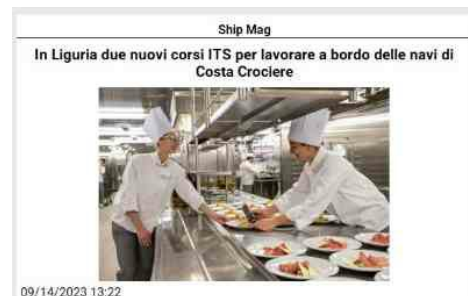 Ship Mag
In Liguria due nuovi corsi ITS per lavorare a bordo delle navi di
Costa Crociere
09/14/2023 13:22